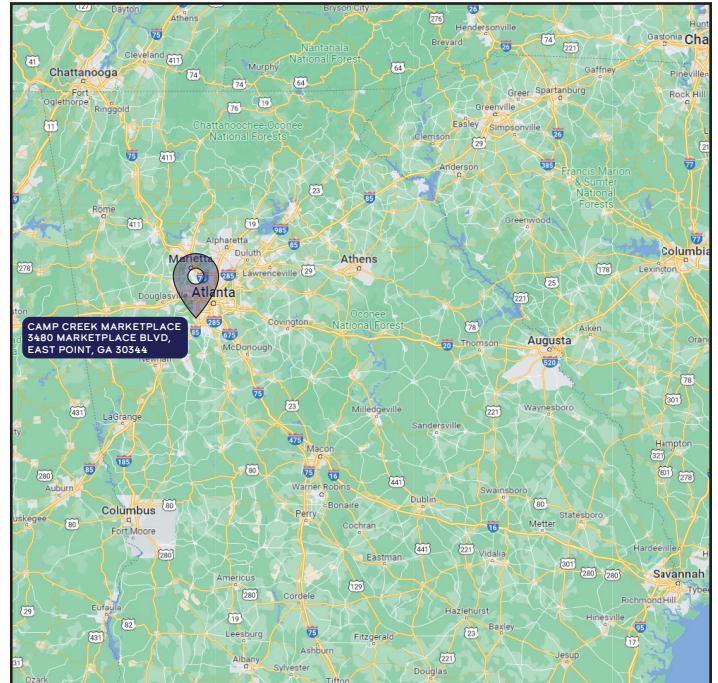 Dayton
Bryson City
Hendersonville
Gastonia
Athens
Brevard
Cha
Cleveland
Nantahala
National Forest
Murphy
Chattanooga
Gaffney
Pineville
Fort
Oglethorpe
Ringgold
Greer
Spartanburg
Rock Hill
Greenville
Easley
Simpsonville
Chattahoochee-Oconee
National Forests
Clemson
Anderson
Francis Marion
& Sumter
National
Forests
Rome
Greenwood
Alpharetta
Duluth
Marietta
Lawrenceville
Athens
Columbia
Lexington
Douglasville
Atlanta
CAMP CREEK MARKETPLACE
3480 MARKETPLACE BLVD,
EAST POINT, GA 30344
Covington
Oconee
National Forest
McDonough
Thomson
Aiken
Augusta
Newnan
LaGrange
Milledgeville
Waynesboro
Sandersville
Hampton
Macon
Auburn
Warner Robins
Bonaire
Columbus
Perry
Dublin
Swainsboro
Statesboro
Metter
Fort Moore
Cochran
Hardeeville
Eastman
Vidalia
Americus
Savannah
Cordele
Richmond Hill
Eufaula
Hazlehurst
Hinesville
Leesburg
Baxley
Fitzgerald
Ozark
Albany
Ashburn
Sylvester
Douglas
Jesup
Tifton